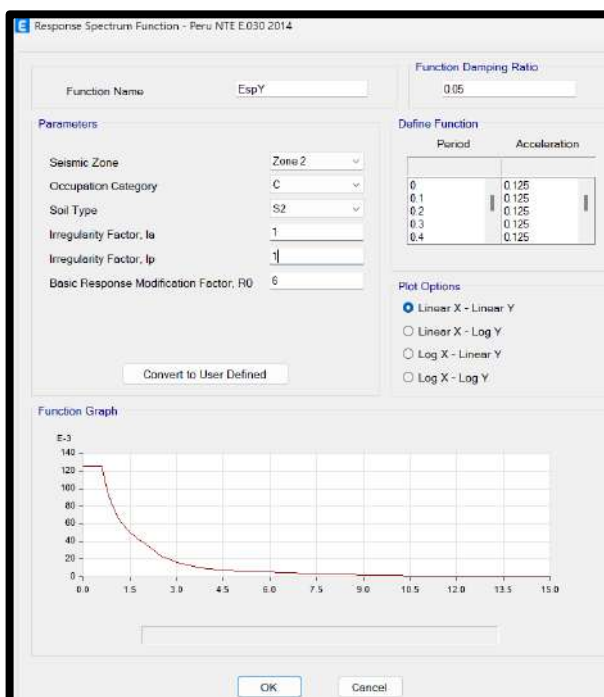 E Response Spectrum Function - Peru NTE E.030 2014
Function Name EspY
Function Damping Ratio
0.05
Parameters
Seismic Zone Zone 2
Occupation Category C
Soil Type S2
Irregularity Factor, Ia 1
Irregularity Factor, Ip 1
Basic Response Modification Factor, R0 6
Convert to User Defined
Define Function
Period Acceleration
0 0.125
0.1 0.125
0.2 0.125
0.3 0.125
0.4 0.125
Plot Options
Linear X - Linear Y
Linear X - Log Y
Log X - Linear Y
Log X - Log Y
Function Graph
E-3
140
120
100
80
60
40
20
0
0.0 1.5 3.0 4.5 6.0 7.5 9.0 10.5 12.0 13.5 15.0
OK Cancel